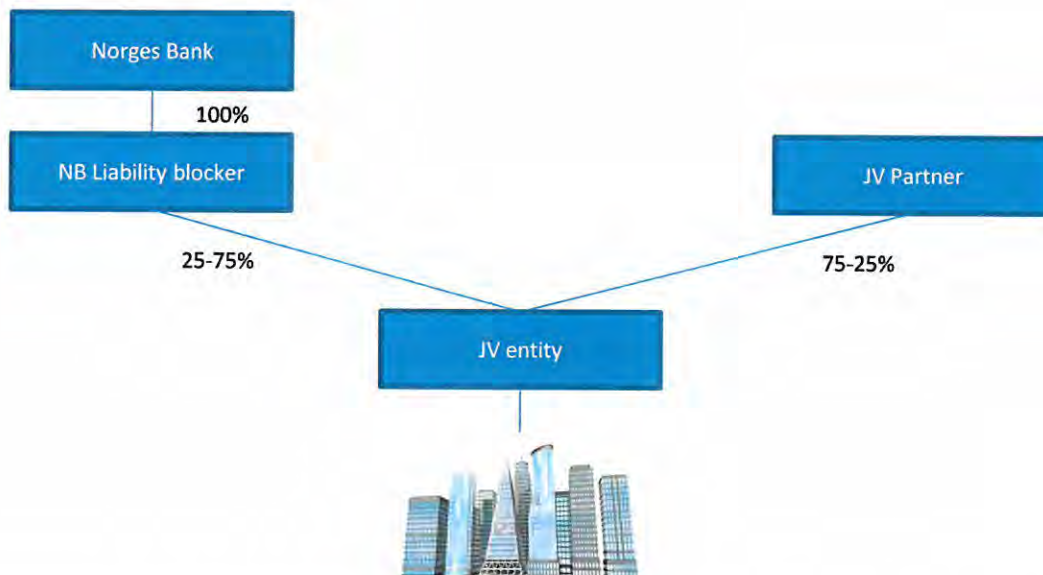 Norges Bank
100%
NB Liability blocker
JV Partner
25-75%
75-25%
JV entity